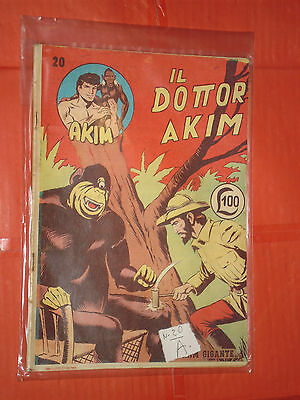 20
IL
DOTTOR
AKIM
AKIM
£100
N-20
A.
GIGANTE